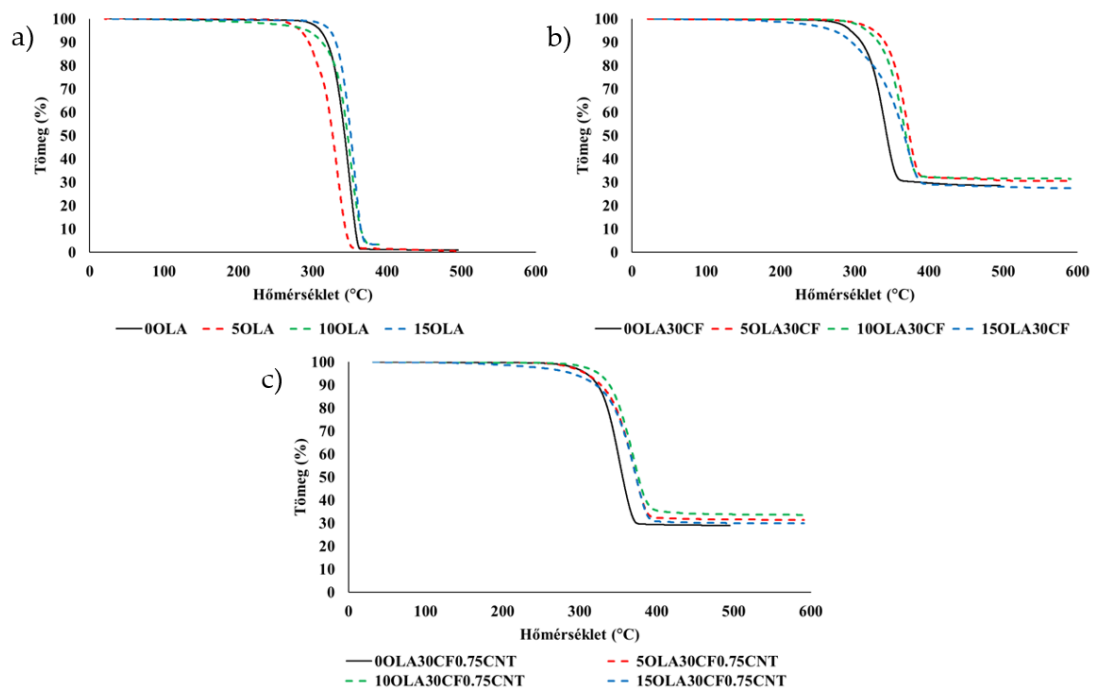 a)
Tömeg (%)
100
90
80
70
60
50
40
30
20
10
0
0 100 200 300 400 500 600
Hőmérséklet (°C)
0OLA 5OLA 10OLA 15OLA
b)
Tömeg (%)
100
90
80
70
60
50
40
30
20
10
0
0 100 200 300 400 500 600
Hőmérséklet (°C)
0OLA30CF 5OLA30CF 10OLA30CF 15OLA30CF
c)
Tömeg (%)
100
90
80
70
60
50
40
30
20
10
0
0 100 200 300 400 500 600
Hőmérséklet (°C)
0OLA30CF0.75CNT 5OLA30CF0.75CNT
10OLA30CF0.75CNT 15OLA30CF0.75CNT